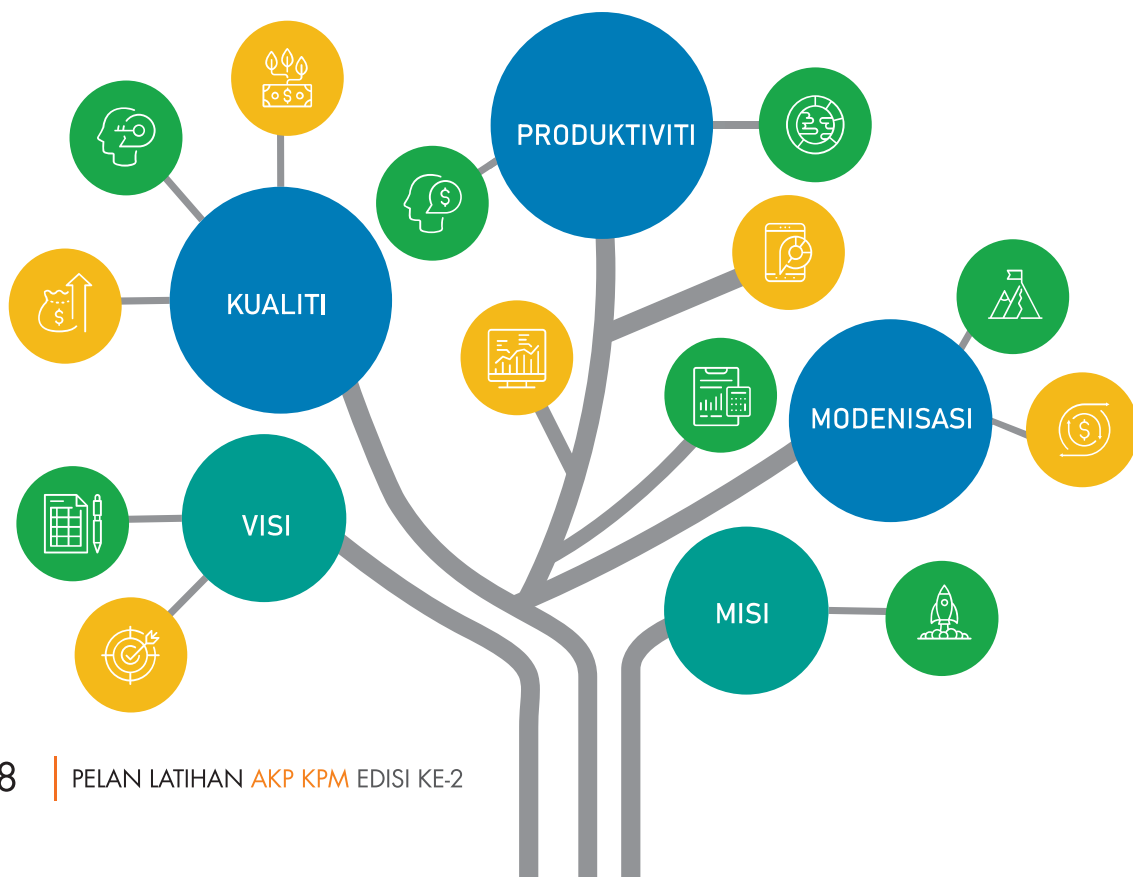 PRODUKTIVITI
KUALITI
MODENISASI
VISI
MISI
8
PELAN LATIHAN AKP KPM EDISI KE-2